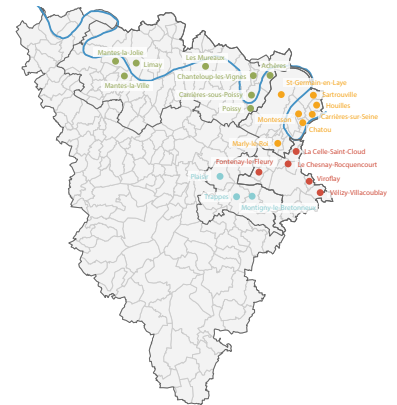 Mantes-la-Jolie
Limay
Mantes-la-Ville
Les Mureaux
Achères
Chanteloup-les-Vignes
Carrières-sous-Poissy
Poissy
St-Germain-en-Laye
Sartrouville
Houilles
Carrières-sur-Seine
Montesson
Chatou
Marly-le-Roi
La Celle-Saint-Cloud
Fontenay-le-Fleury
Le Chesnay-Rocquencourt
Plaisir
Viroflay
Trappes
Vélizy-Villacoublay
Montigny-le-Bretonneux